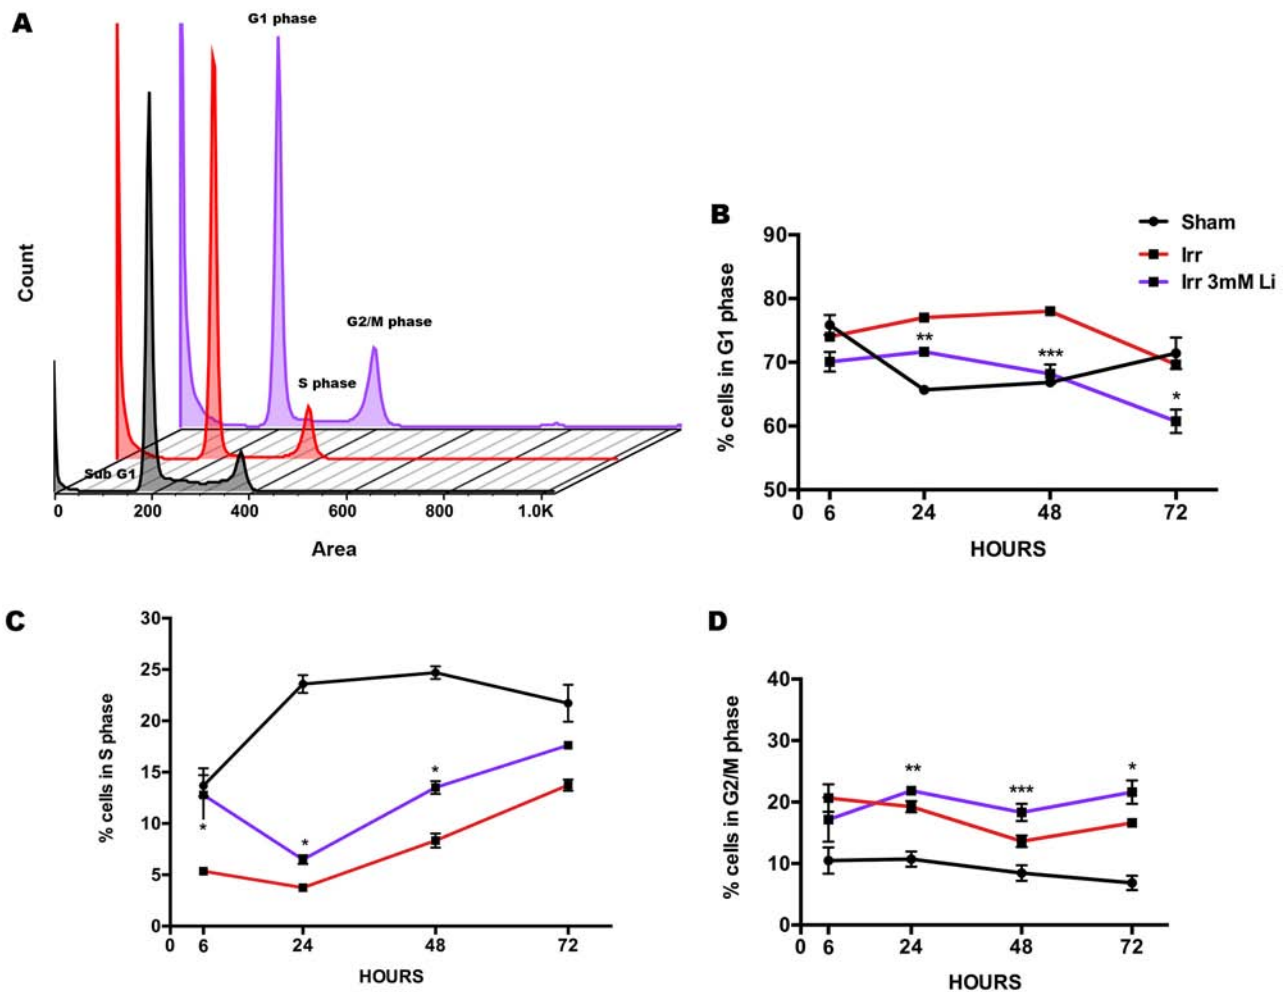 A
G1 phase
G2/M phase
S phase
Sub G1
Count
0 200 400 600 800 1.0K
Area
B
Sham
Irr
Irr 3mM Li
% cells in G1 phase
90
80
70
60
50
**
***
*
0 6 24 48 72
HOURS
C
% cells in S phase
30
25
20
15
10
5
0
*
*
*
0 6 24 48 72
HOURS
D
% cells in G2/M phase
40
30
20
10
0
**
***
*
0 6 24 48 72
HOURS